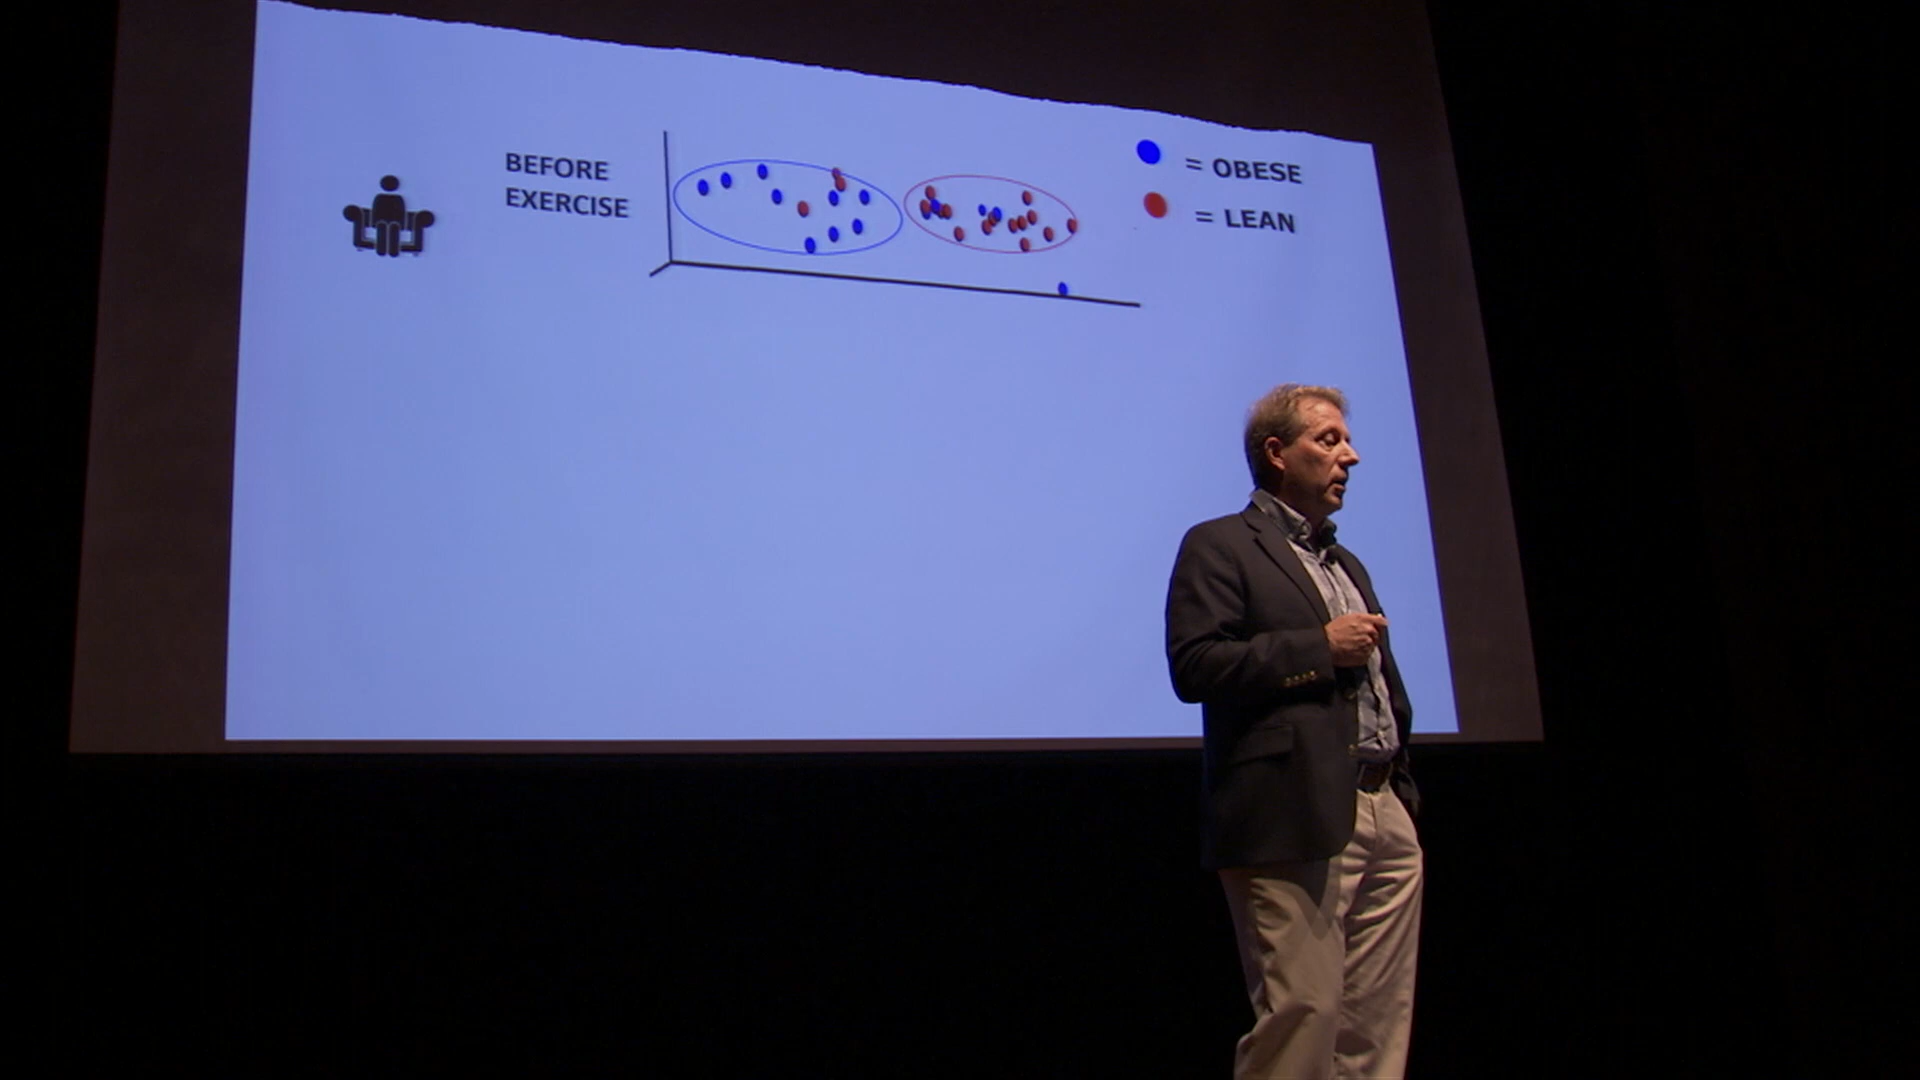 BEFORE
EXERCISE
= OBESE
= LEAN